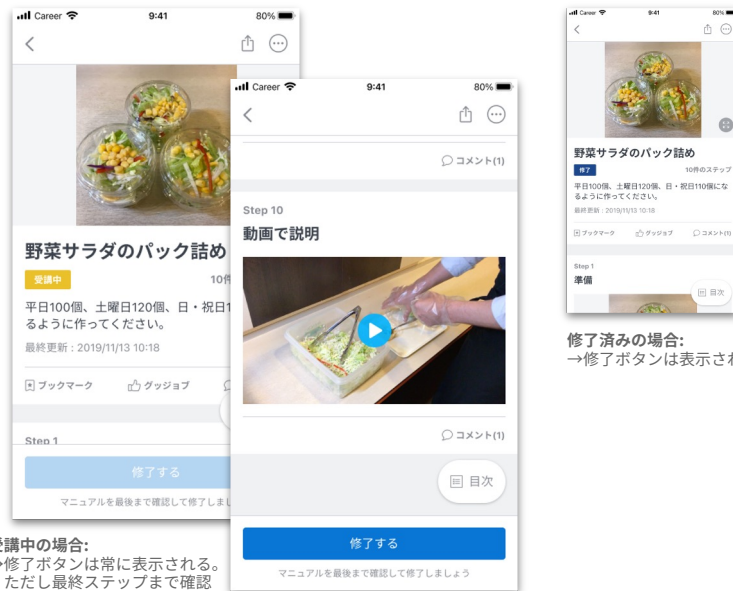 Career
9:41
80%
野菜サラダのパック詰め
受講中
10件
平日100個、土曜日120個、日・祝日1
るように作ってください。
最終更新 : 2019/11/13 10:18
ブックマーク
グッジョブ
Step 1
修了する
マニュアルを最後まで確認して修了しまし
講中の場合:
修了ボタンは常に表示される。
ただし最終ステップまで確認
Career
9:41
80%
コメント(1)
Step 10
動画で説明
コメント(1)
目次
修了する
マニュアルを最後まで確認して修了しましょう
Career
9:41
80%
野菜サラダのパック詰め
修了
10件のステップ
平日100個、土曜日120個、日・祝日110個にな
るように作ってください。
最終更新 : 2019/11/13 10:18
ブックマーク
グッジョブ
コメント(1)
Step 1
準備
目次
修了済みの場合:
→修了ボタンは表示さ